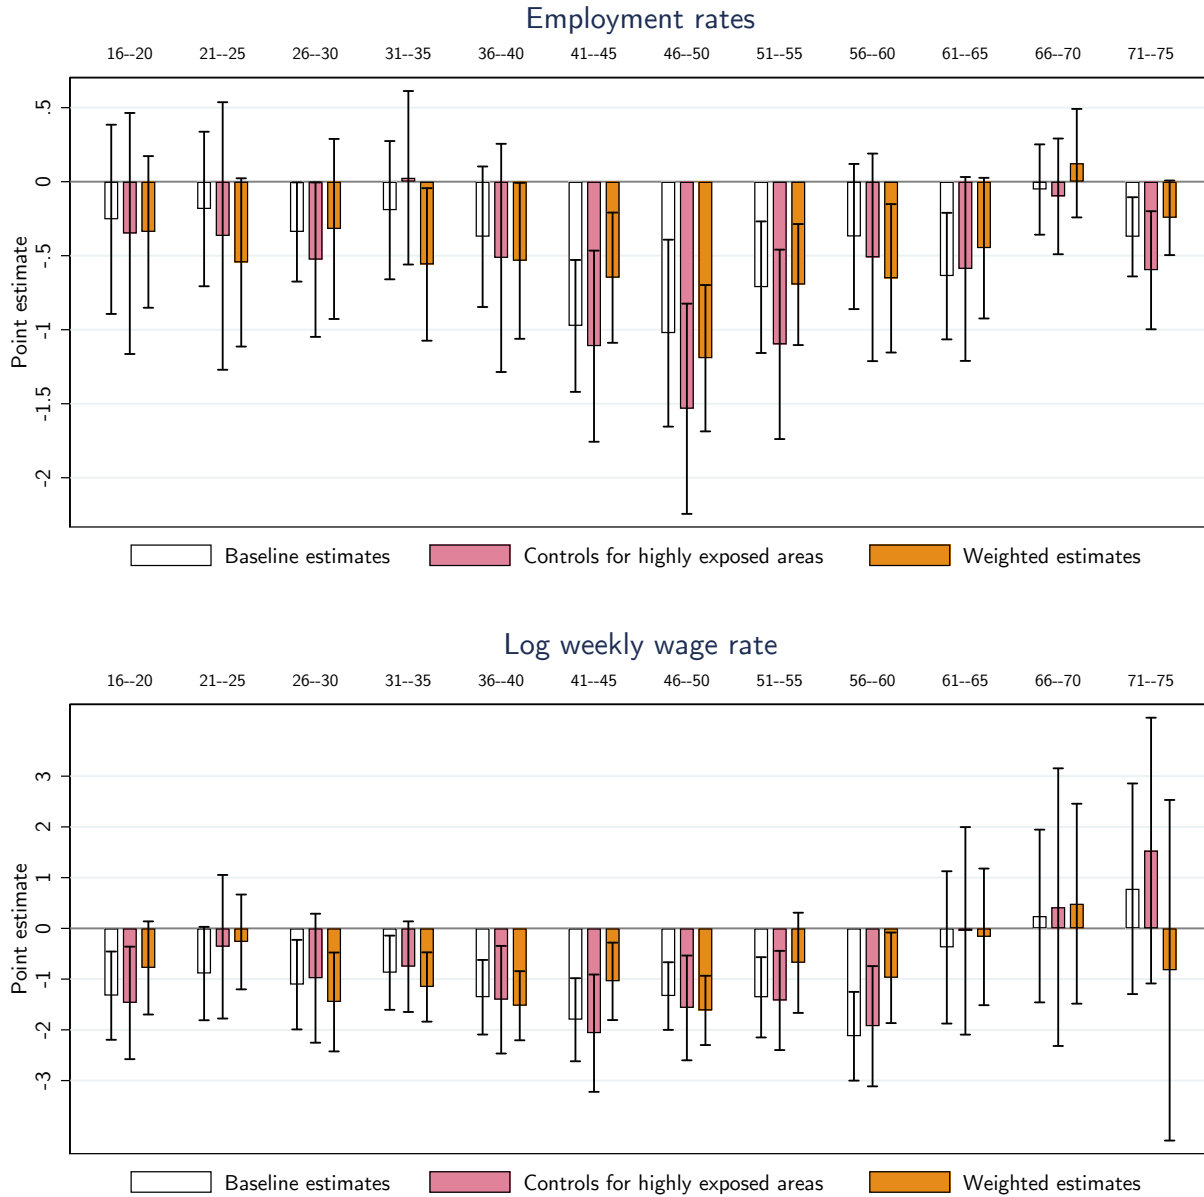 Employment rates
16--20 21--25 26--30 31--35 36--40 41--45 46--50 51--55 56--60 61--65 66--70 71--75
.5
0
-.5
-1
-1.5
-2
Point estimate
Baseline estimates Controls for highly exposed areas Weighted estimates
Log weekly wage rate
16--20 21--25 26--30 31--35 36--40 41--45 46--50 51--55 56--60 61--65 66--70 71--75
3
2
1
0
-1
-2
-3
Point estimate
Baseline estimates Controls for highly exposed areas Weighted estimates